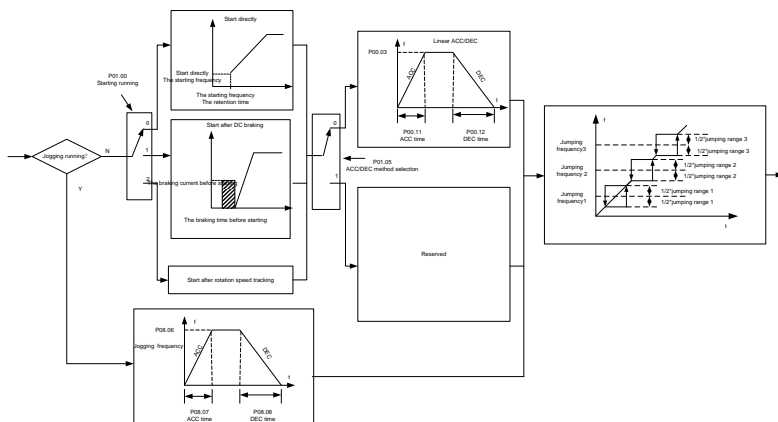 Start directly
f
Start directly
The starting frequency
t
The starting frequency
The retention time
P01.00
Starting running
0
1
2
Jogging running?
N
Y
Start after DC braking
The braking current before starting
The braking time before starting
Start after rotation speed tracking
0
1
P01.05
ACC/DEC method selection
Linear ACC/DEC
f
P00.03
ACC
DEC
t
P00.11
ACC time
P00.12
DEC time
Reserved
f
Jumping
frequency3
Jumping
frequency 2
Jumping
frequency1
1/2*jumping range 3
1/2*jumping range 3
1/2*jumping range 2
1/2*jumping range 2
1/2*jumping range 1
1/2*jumping range 1
t
P08.06
f
Jogging frequency
ACC
DEC
t
P08.07
ACC time
P08.08
DEC time